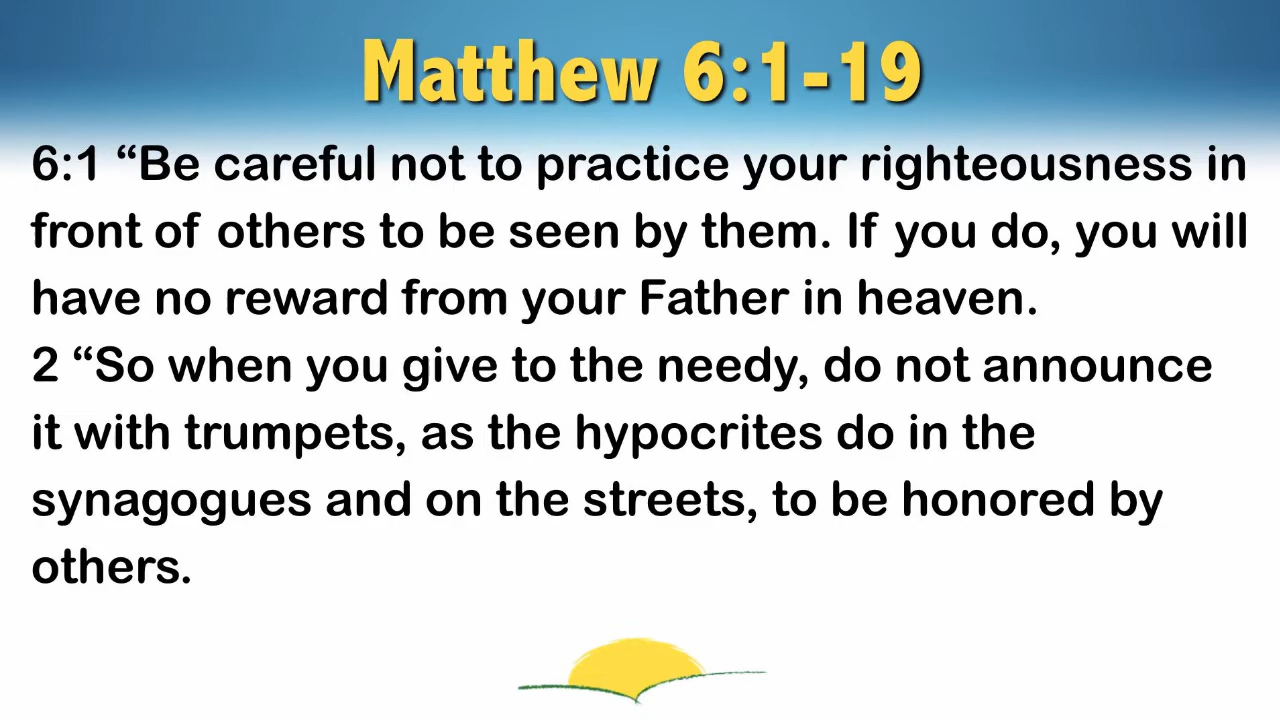 Matthew 6:1-19
6:1 “Be careful not to practice your righteousness in
front of others to be seen by them. If you do, you will
have no reward from your Father in heaven.
2 “So when you give to the needy, do not announce
it with trumpets, as the hypocrites do in the
synagogues and on the streets, to be honored by
others.